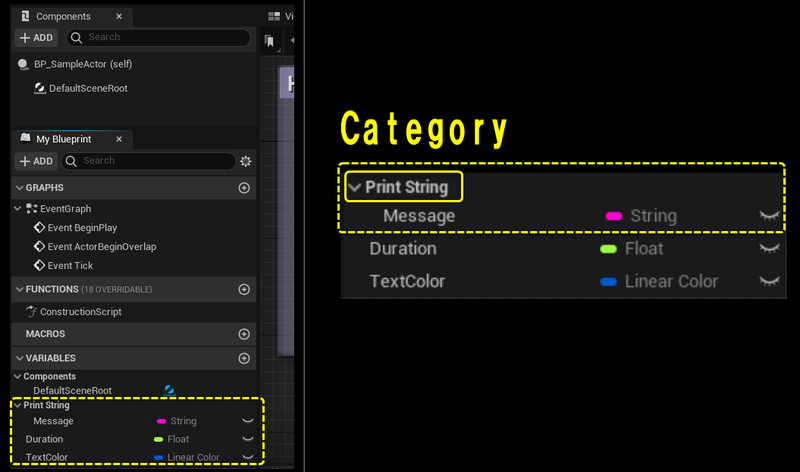 Components
Vi
+ ADD
Search
BP_SampleActor (self)
DefaultSceneRoot
H
My Blueprint
+ ADD
Search
GRAPHS
EventGraph
Event BeginPlay
Event ActorBeginOverlap
Event Tick
FUNCTIONS (18 OVERRIDABLE)
ConstructionScript
MACROS
VARIABLES
Components
DefaultSceneRoot
Print String
Message String
Duration Float
TextColor Linear Color
Category
Print String
Message String
Duration Float
TextColor Linear Color